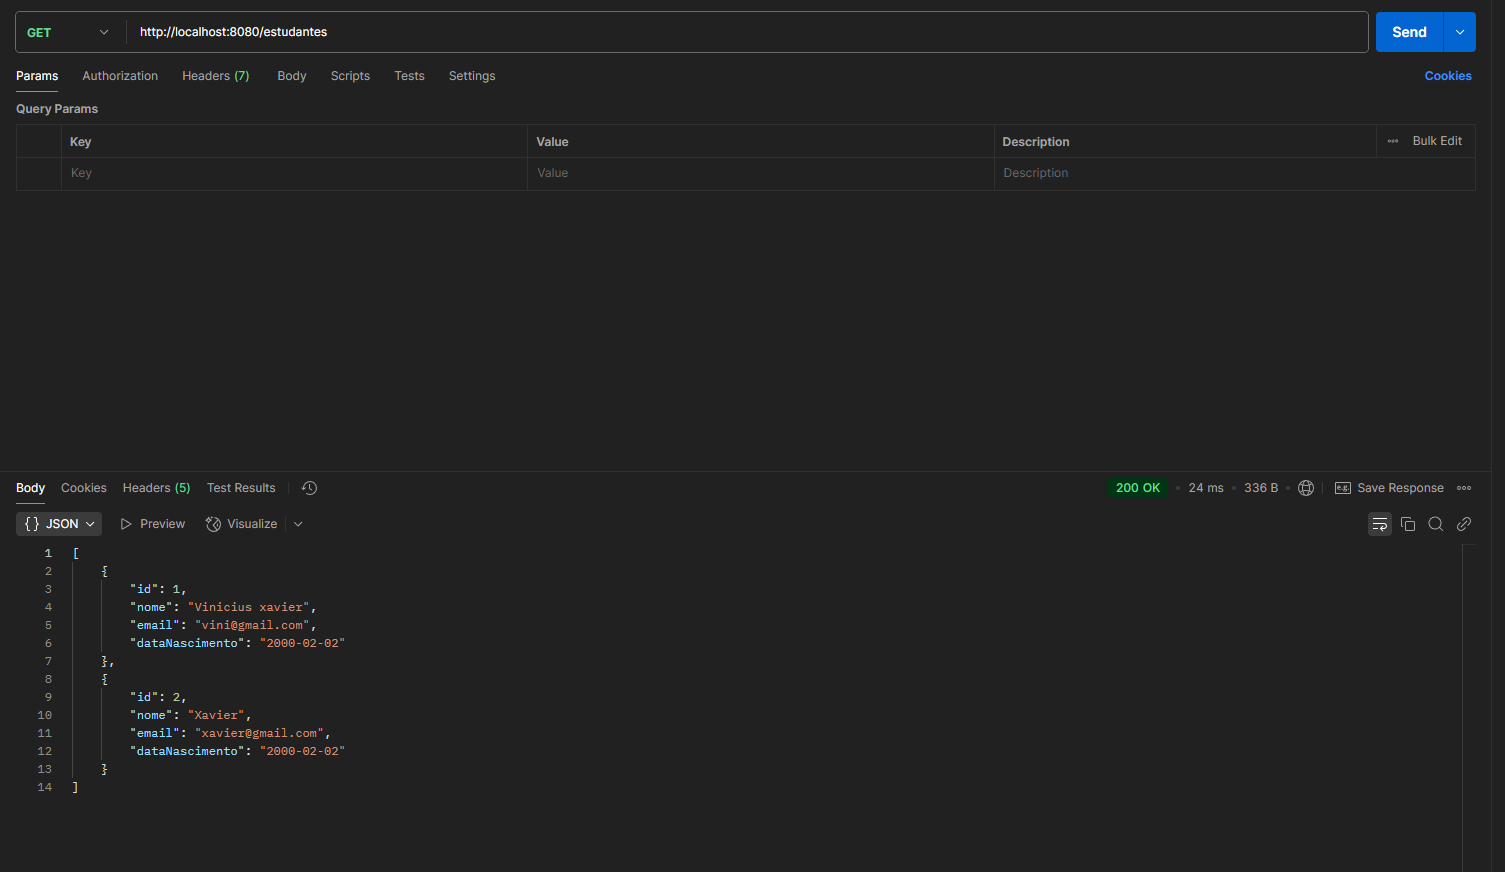 GET http://localhost:8080/estudantes Send
Params Authorization Headers (7) Body Scripts Tests Settings Cookies
Query Params
Key Value Description Bulk Edit
Key Value Description
Body Cookies Headers (5) Test Results 200 OK 24 ms 336 B e.g. Save Response
{} JSON Preview Visualize
1 [
2 {
3 "id": 1,
4 "nome": "Vinicius xavier",
5 "email": "vini@gmail.com",
6 "dataNascimento": "2000-02-02"
7 },
8 {
9 "id": 2,
10 "nome": "Xavier",
11 "email": "xavier@gmail.com",
12 "dataNascimento": "2000-02-02"
13 }
14 ]